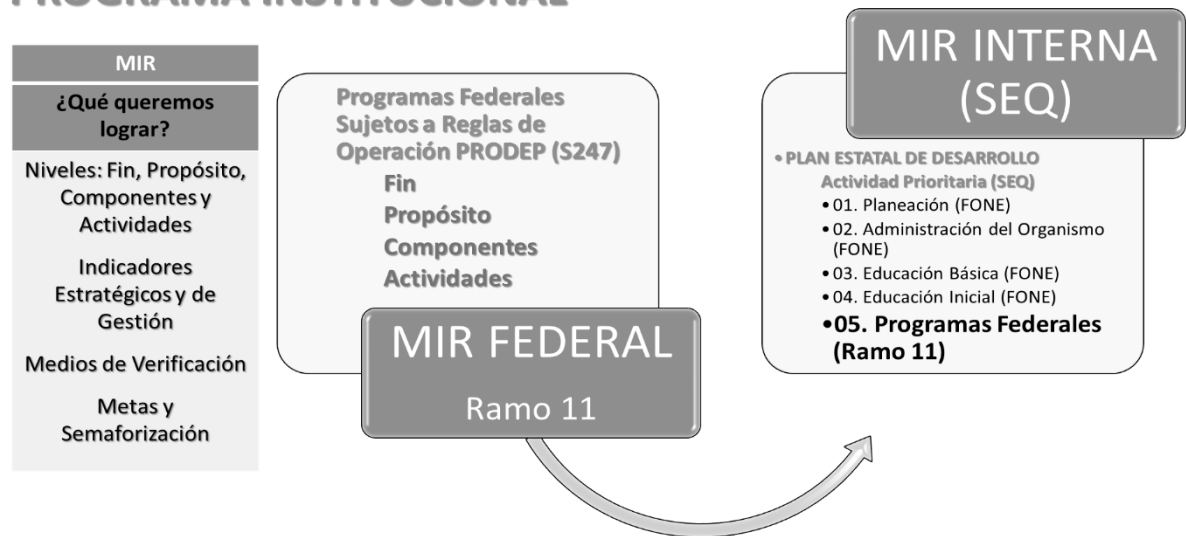 PROGRAMA INSTITUCIONAL
MIR
¿Qué queremos
lograr?
Niveles: Fin, Propósito,
Componentes y
Actividades
Indicadores
Estratégicos y de
Gestión
Medios de Verificación
Metas y
Semaforización
Programas Federales
Sujetos a Reglas de
Operación PRODEP (S247)
Fin
Propósito
Componentes
Actividades
MIR FEDERAL
Ramo 11
MIR INTERNA
(SEQ)
• PLAN ESTATAL DE DESARROLLO
Actividad Prioritaria (SEQ)
• 01. Planeación (FONE)
• 02. Administración del Organismo
(FONE)
• 03. Educación Básica (FONE)
• 04. Educación Inicial (FONE)
•05. Programas Federales
(Ramo 11)